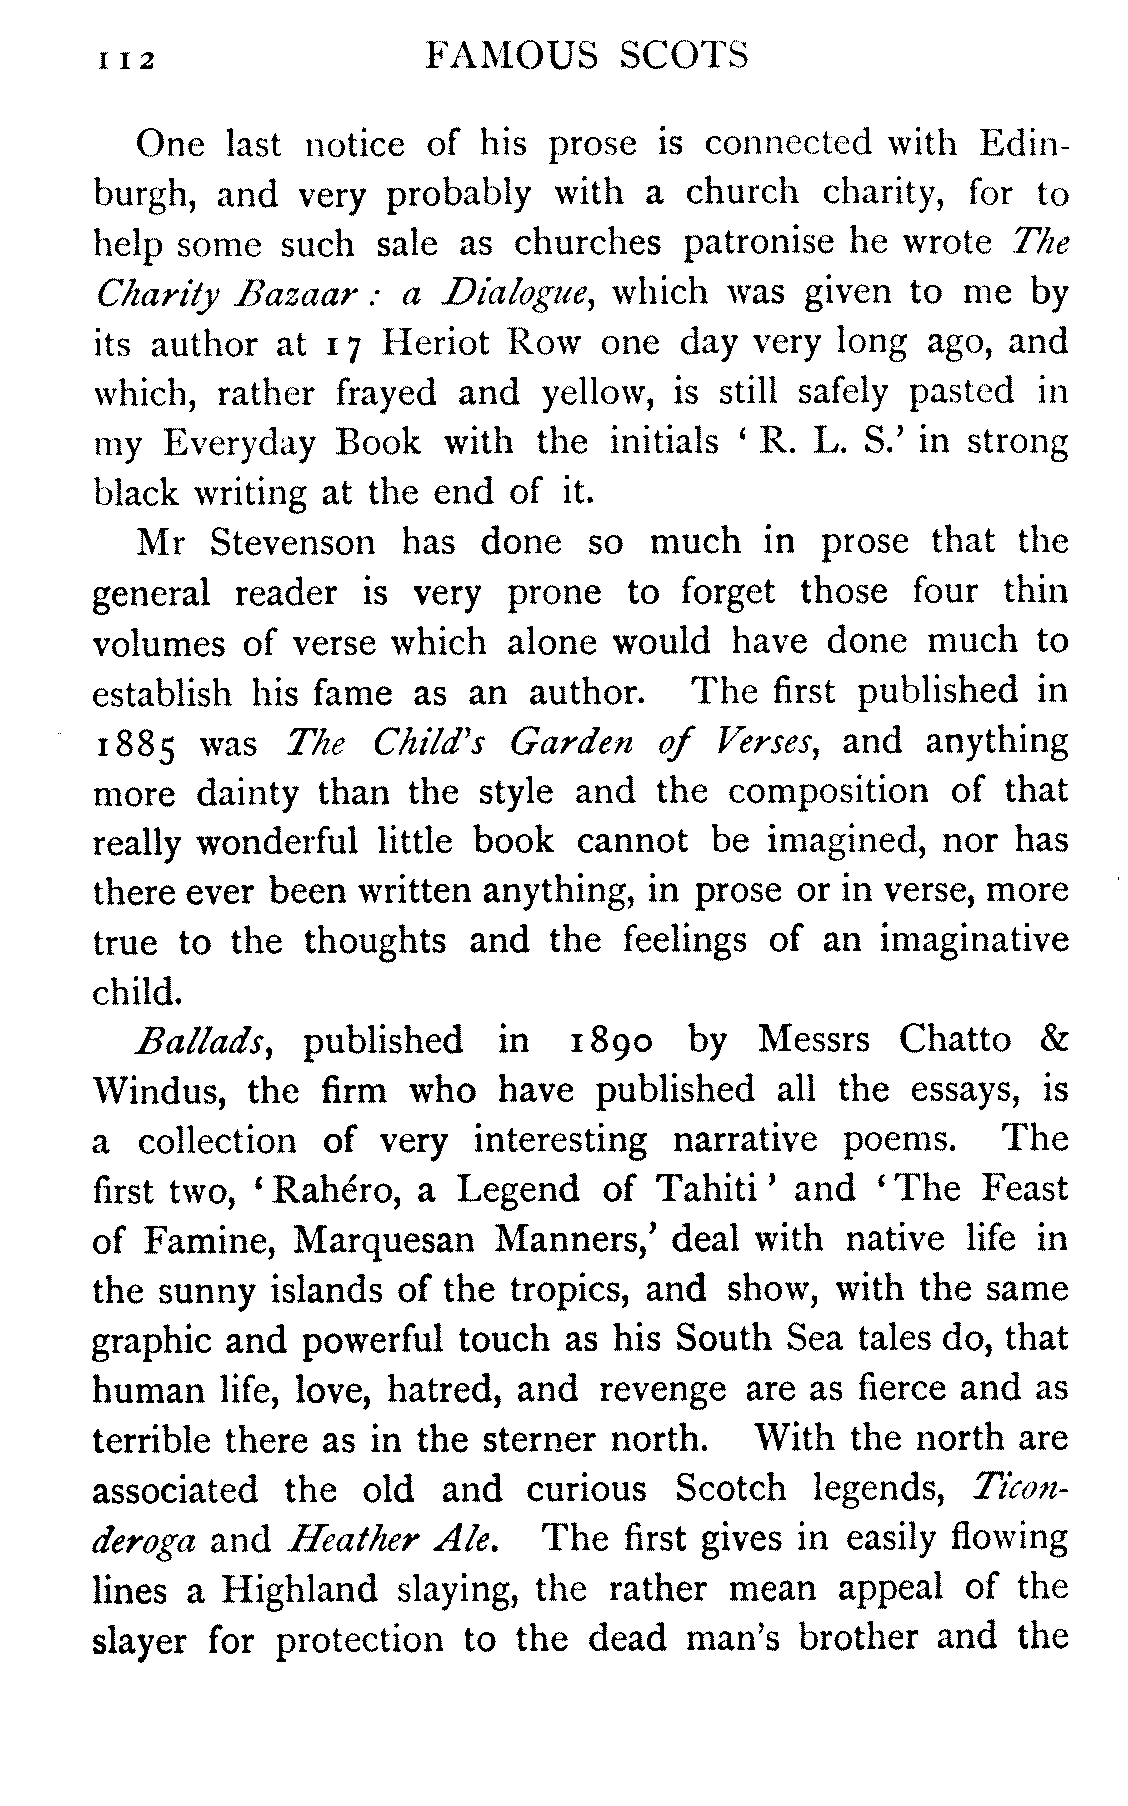 112 FAMOUS SCOTS
One last notice of his prose is connected with Edin-
burgh, and very probably with a church charity, for to
help some such sale as churches patronise he wrote The
Charity Bazaar : a Dialogue, which was given to me by
its author at 17 Heriot Row one day very long ago, and
which, rather frayed and yellow, is still safely pasted in
my Everyday Book with the initials ‘ R. L. S.’ in strong
black writing at the end of it.
Mr Stevenson has done so much in prose that the
general reader is very prone to forget those four thin
volumes of verse which alone would have done much to
establish his fame as an author. The first published in
1885 was The Child’s Garden of Verses, and anything
more dainty than the style and the composition of that
really wonderful little book cannot be imagined, nor has
there ever been written anything, in prose or in verse, more
true to the thoughts and the feelings of an imaginative
child.
Ballads, published in 1890 by Messrs Chatto &
Windus, the firm who have published all the essays, is
a collection of very interesting narrative poems. The
first two, ‘ Rahéro, a Legend of Tahiti ’ and ‘ The Feast
of Famine, Marquesan Manners,’ deal with native life in
the sunny islands of the tropics, and show, with the same
graphic and powerful touch as his South Sea tales do, that
human life, love, hatred, and revenge are as fierce and as
terrible there as in the sterner north. With the north are
associated the old and curious Scotch legends, Ticon-
deroga and Heather Ale. The first gives in easily flowing
lines a Highland slaying, the rather mean appeal of the
slayer for protection to the dead man’s brother and the